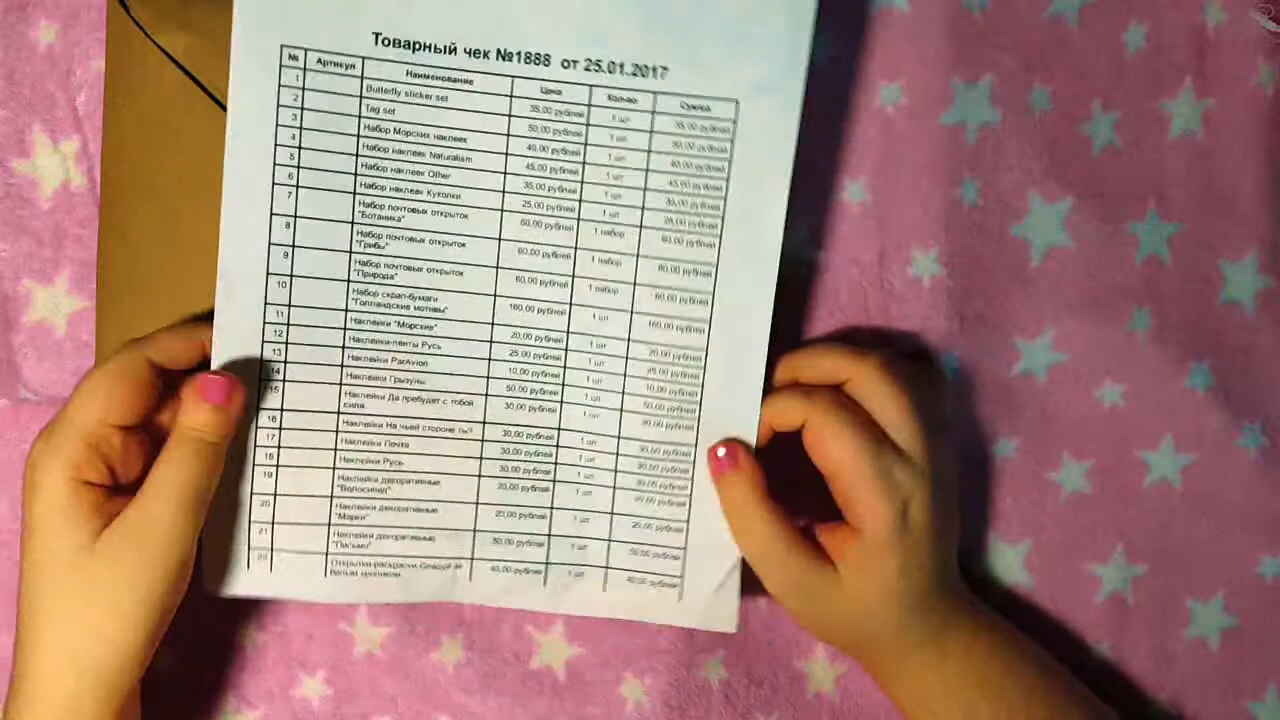 Товарный чек №1888 от 25.01.2017
№ Артикул Наименование Цена Кол-во Сумма
1 Butterfly sticker set 35,00 рублей 1 шт 35,00 рублей
2 Tag set 50,00 рублей 1 шт 50,00 рублей
3 Набор Морских наклеек 40,00 рублей 1 шт 40,00 рублей
4 Набор наклеек Naturalism 45,00 рублей 1 шт 45,00 рублей
5 Набор наклеек Other 35,00 рублей 1 шт 35,00 рублей
6 Набор наклеек Куколки 25,00 рублей 1 шт 25,00 рублей
7 Набор почтовых открыток 60,00 рублей 1 набор 60,00 рублей
"Ботаника"
8 Набор почтовых открыток 60,00 рублей 1 набор 60,00 рублей
"Грибы"
9 Набор почтовых открыток 60,00 рублей 1 набор 60,00 рублей
"Природа"
10 Набор скрап-бумаги 160,00 рублей 1 шт 160,00 рублей
"Голландские мотивы"
11 Наклейки "Морские" 20,00 рублей 1 шт 20,00 рублей
12 Наклейки-ленты Русь 25,00 рублей 1 шт 25,00 рублей
13 Наклейки ParAvion 10,00 рублей 1 шт 10,00 рублей
14 Наклейки Грызуны 50,00 рублей 1 шт 50,00 рублей
15 Наклейки Да пребудет с тобой 30,00 рублей 1 шт 30,00 рублей
сила
16 Наклейки На чьей стороне ты? 30,00 рублей 1 шт 30,00 рублей
17 Наклейки Почта 30,00 рублей 1 шт 30,00 рублей
18 Наклейки Русь 30,00 рублей 1 шт 30,00 рублей
19 Наклейки декоративные 20,00 рублей 1 шт 20,00 рублей
20 Наклейки декоративные 20,00 рублей 1 шт 20,00 рублей
"Марки"
21 Наклейки декоративные 50,00 рублей 1 шт 50,00 рублей
"Письмо"
22 Открытки-раскраски 40,00 рублей 1 шт 40,00 рублей
белым кроликом